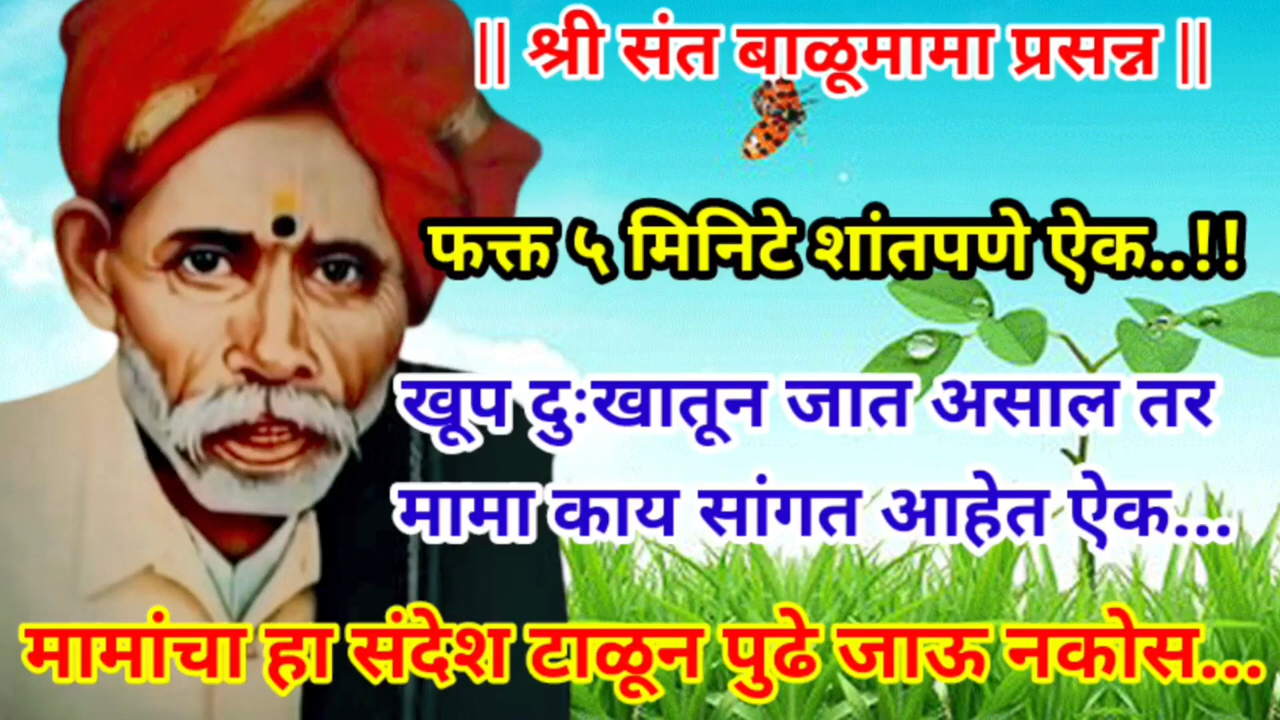 || श्री संत बाळूमामा प्रसन्न ||
फक्त ५ मिनिटे शांतपणे ऐक..!!
खूप दुःखातून जात असाल तर
मामा काय सांगत आहेत ऐक...
मामांचा हा संदेश टाळून पुढे जाऊ नकोस...